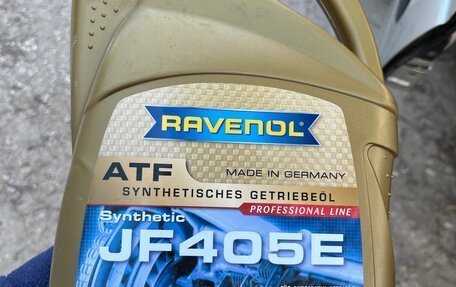 RAVENOL
ATF
MADE IN GERMANY
SYNTHETISCHES GETRIEBEÖL
PROFESSIONAL LINE
Synthetic
JF405E